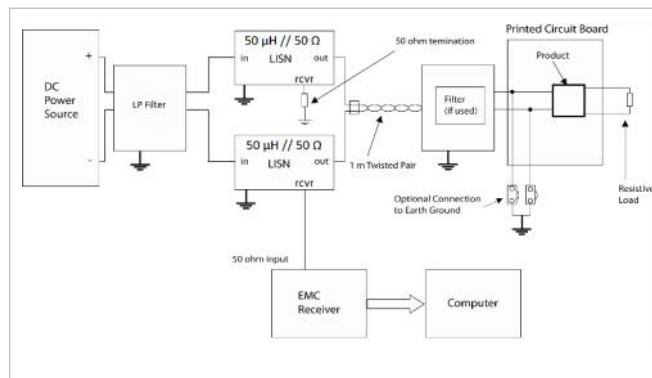 Printed Circuit Board
50 μH // 50 Ω
LISN
in
out
rcvr
50 ohm temination
Product
+
DC
Power
Source
-
LP Filter
Filter
(if used)
50 μH // 50 Ω
LISN
in
out
rcvr
1 m Twisted Pair
Optional Connection
to Earth Ground
Resistive
Load
50 ohm input
EMC
Receiver
Computer